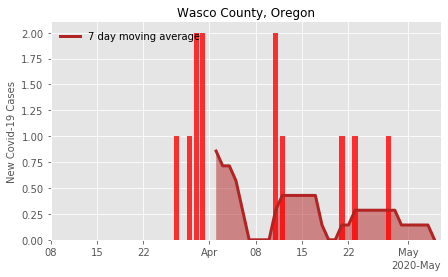 Wasco County, Oregon
7 day moving average
New Covid-19 Cases
2.00
1.75
1.50
1.25
1.00
0.75
0.50
0.25
0.00
08 15 22 Apr 08 15 22 May
2020-May